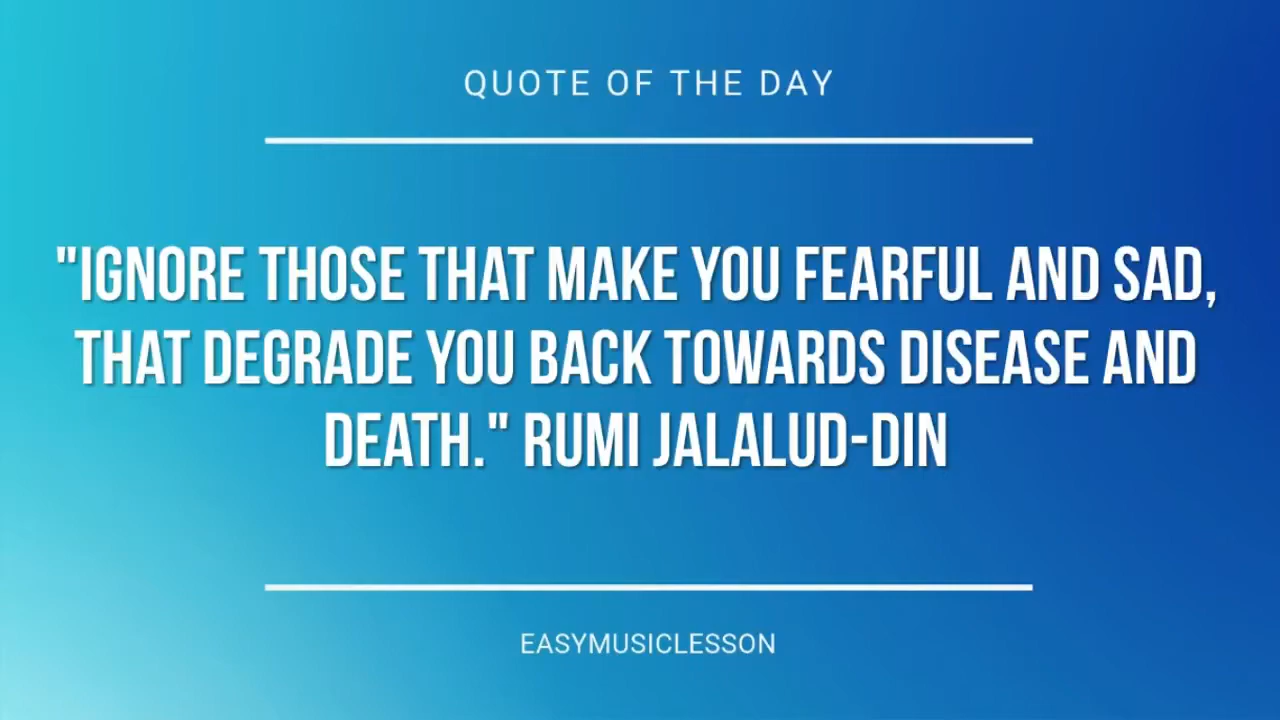 QUOTE OF THE DAY
"IGNORE THOSE THAT MAKE YOU FEARFUL AND SAD,
THAT DEGRADE YOU BACK TOWARDS DISEASE AND
DEATH." RUMI JALALUD-DIN
EASYMUSICLESSON